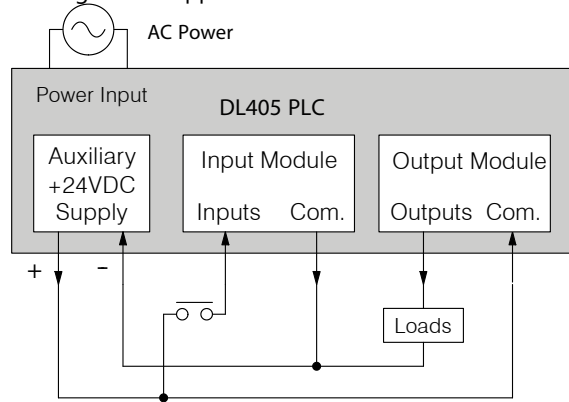 AC Power
Power Input
DL405 PLC
Auxiliary
+24VDC
Supply
Input Module
Inputs Com.
Output Module
Outputs Com.
+ –
Loads